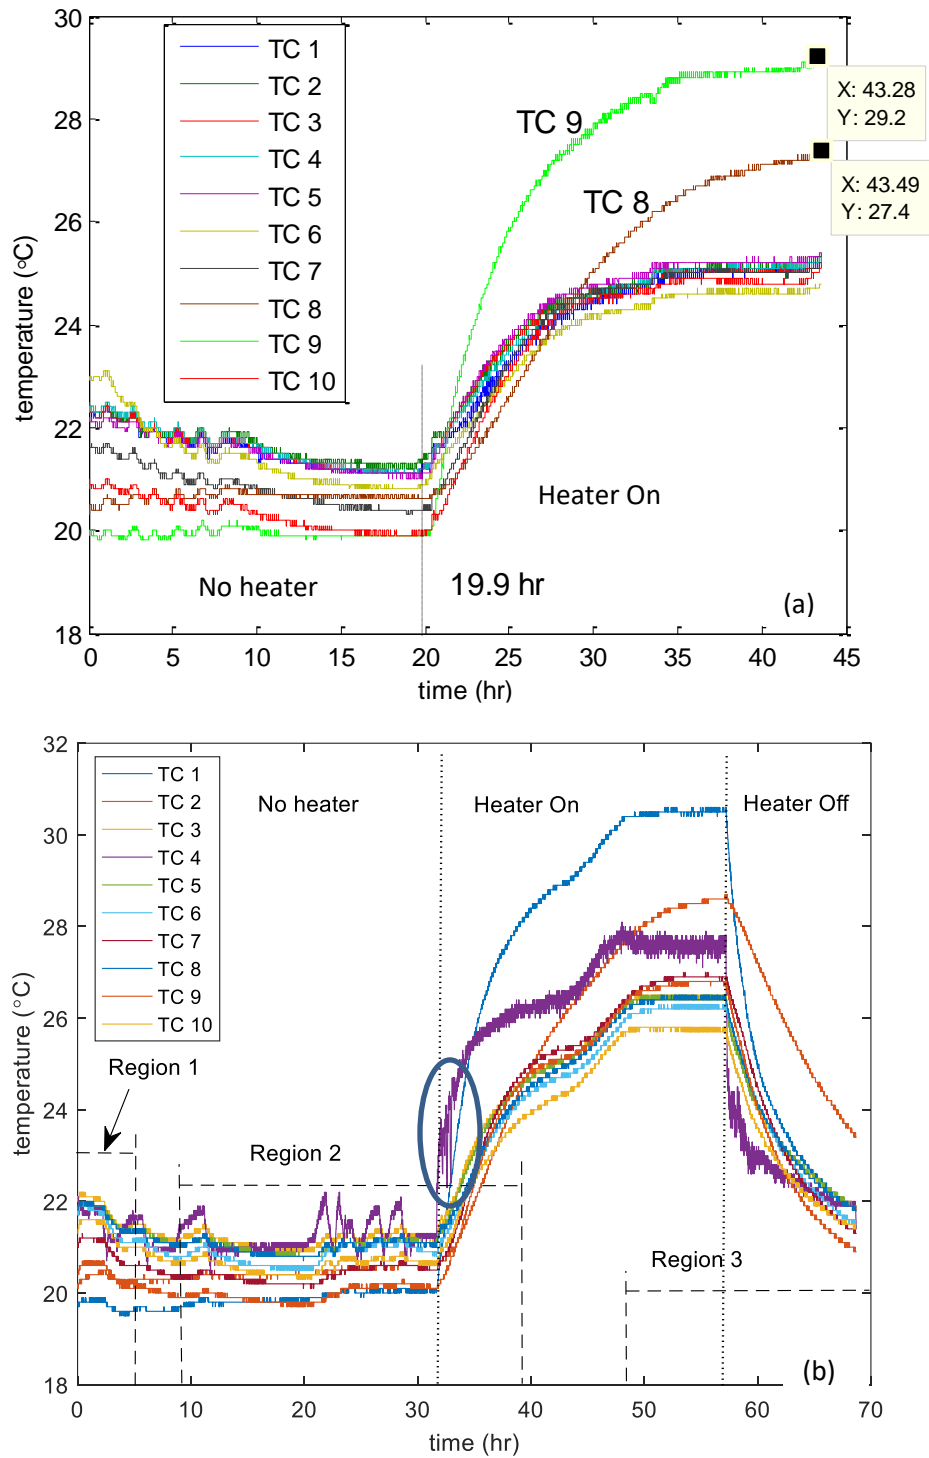 30
28
26
24
22
20
18
temperature (°C)
TC 1
TC 2
TC 3
TC 4
TC 5
TC 6
TC 7
TC 8
TC 9
TC 10
TC 9
TC 8
X: 43.28
Y: 29.2
X: 43.49
Y: 27.4
Heater On
No heater
19.9 hr
(a)
0 5 10 15 20 25 30 35 40 45
time (hr)
32
30
28
26
24
22
20
18
temperature (°C)
TC 1
TC 2
TC 3
TC 4
TC 5
TC 6
TC 7
TC 8
TC 9
TC 10
No heater
Heater On
Heater Off
Region 1
Region 2
Region 3
(b)
0 10 20 30 40 50 60 70
time (hr)